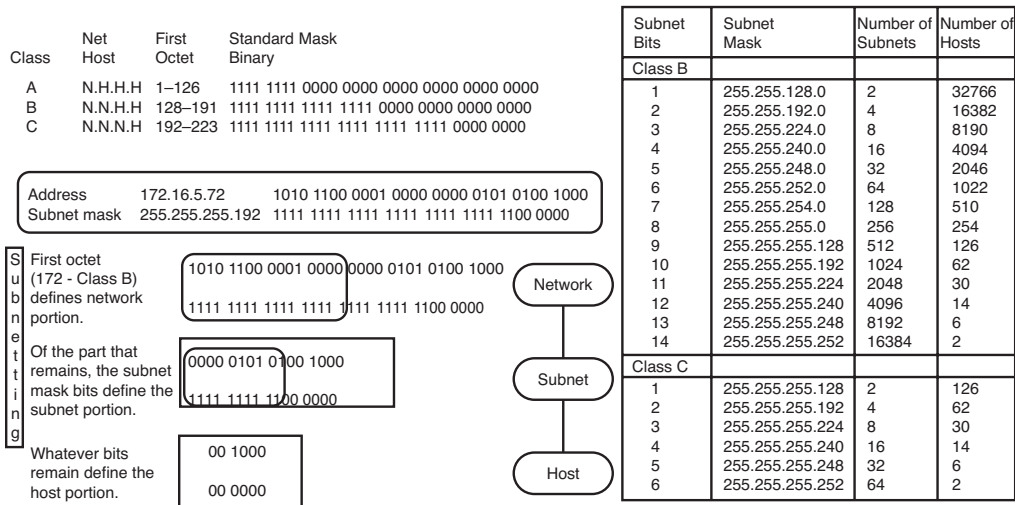 Class Net Host First Octet Standard Mask Binary
A N.H.H.H 1–126 1111 1111 0000 0000 0000 0000 0000 0000
B N.N.H.H 128–191 1111 1111 1111 1111 0000 0000 0000 0000
C N.N.N.H 192–223 1111 1111 1111 1111 1111 1111 0000 0000
Address 172.16.5.72 1010 1100 0001 0000 0000 0101 0100 1000
Subnet mask 255.255.255.192 1111 1111 1111 1111 1111 1111 1100 0000
Subnetting
First octet
(172 - Class B)
defines network
portion.
1010 1100 0001 0000 0000 0101 0100 1000
1111 1111 1111 1111 1111 1111 1100 0000
Of the part that
remains, the subnet
mask bits define the
subnet portion.
0000 0101 0100 1000
1111 1111 1100 0000
Whatever bits
remain define the
host portion.
00 1000
00 0000
Network
Subnet
Host
Subnet Bits Subnet Mask Number of Subnets Number of Hosts
Class B
1 255.255.128.0 2 32766
2 255.255.192.0 4 16382
3 255.255.224.0 8 8190
4 255.255.240.0 16 4094
5 255.255.248.0 32 2046
6 255.255.252.0 64 1022
7 255.255.254.0 128 510
8 255.255.255.0 256 254
9 255.255.255.128 512 126
10 255.255.255.192 1024 62
11 255.255.255.224 2048 30
12 255.255.255.240 4096 14
13 255.255.255.248 8192 6
14 255.255.255.252 16384 2
Class C
1 255.255.255.128 2 126
2 255.255.255.192 4 62
3 255.255.255.224 8 30
4 255.255.255.240 16 14
5 255.255.255.248 32 6
6 255.255.255.252 64 2